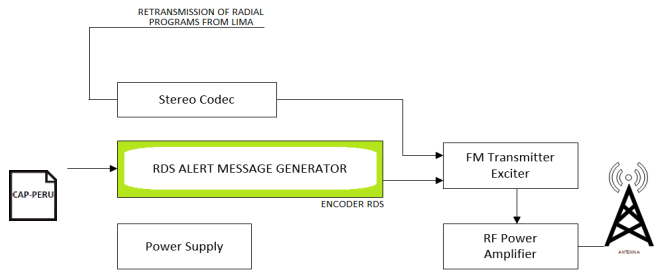 RETRANSMISSION OF RADIAL
PROGRAMS FROM LIMA
Stereo Codec
RDS ALERT MESSAGE GENERATOR
FM Transmitter
Exciter
CAP-PERU
ENCODER RDS
Power Supply
RF Power
Amplifier
ANTENNA